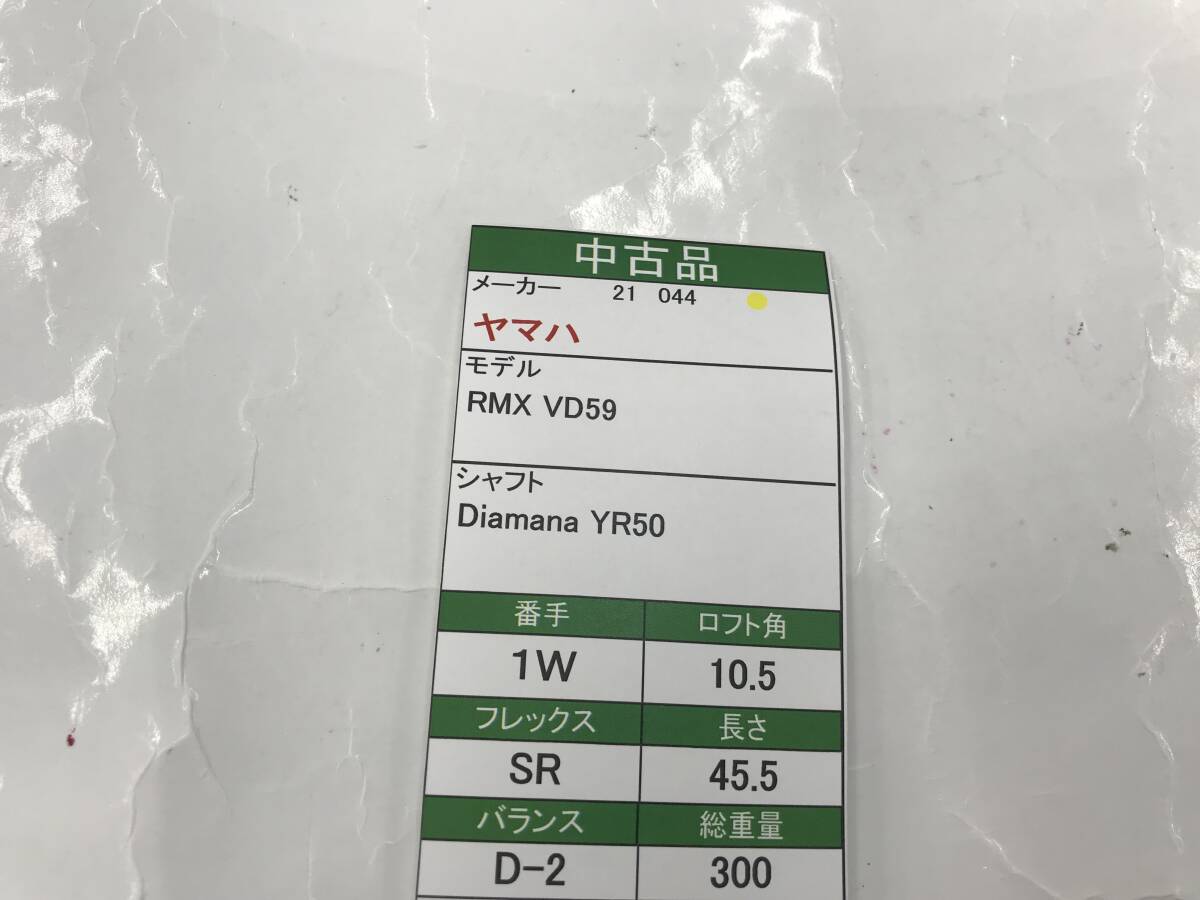 中古品
メーカー 21 044
ヤマハ
モデル
RMX VD59
シャフト
Diamana YR50
番手 ロフト角
1W 10.5
フレックス 長さ
SR 45.5
バランス 総重量
D-2 300